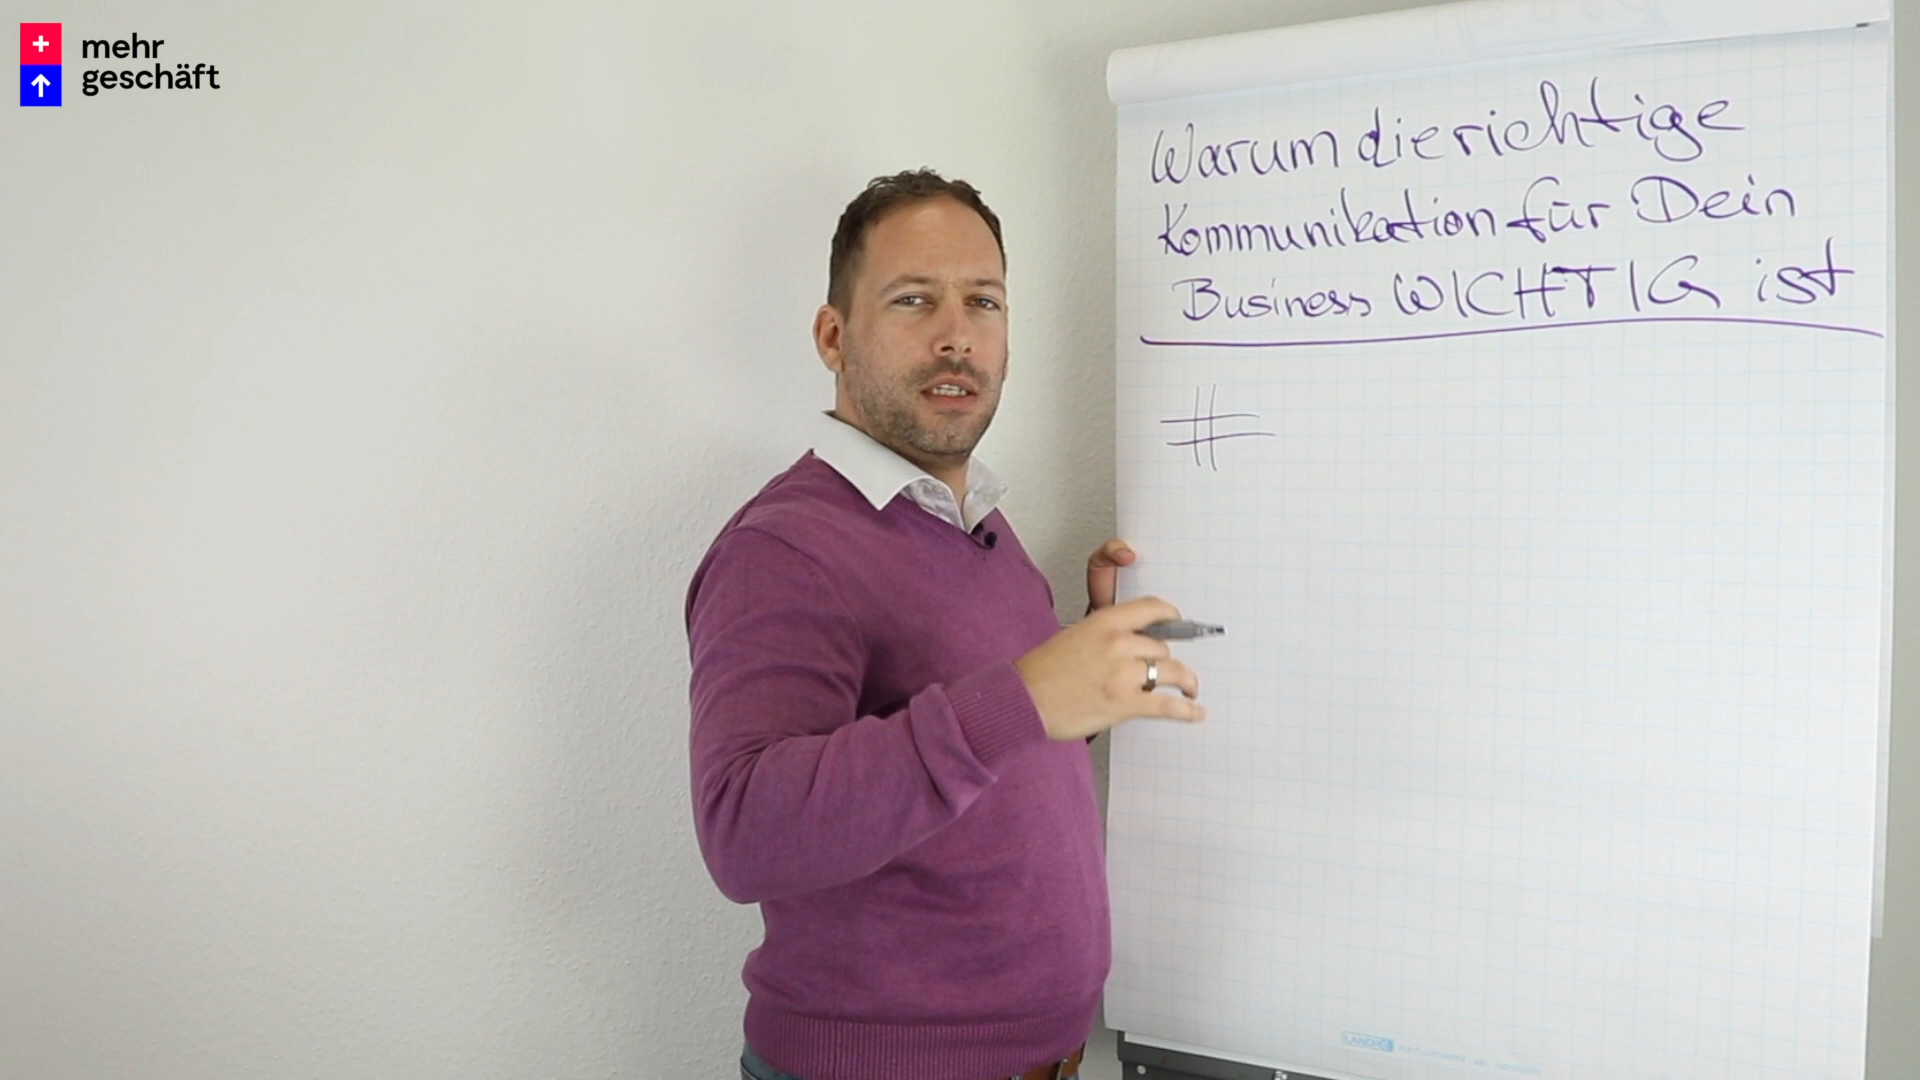 mehr
geschäft
Warum die richtige
Kommunikation für Dein
Business WICHTIG ist
#